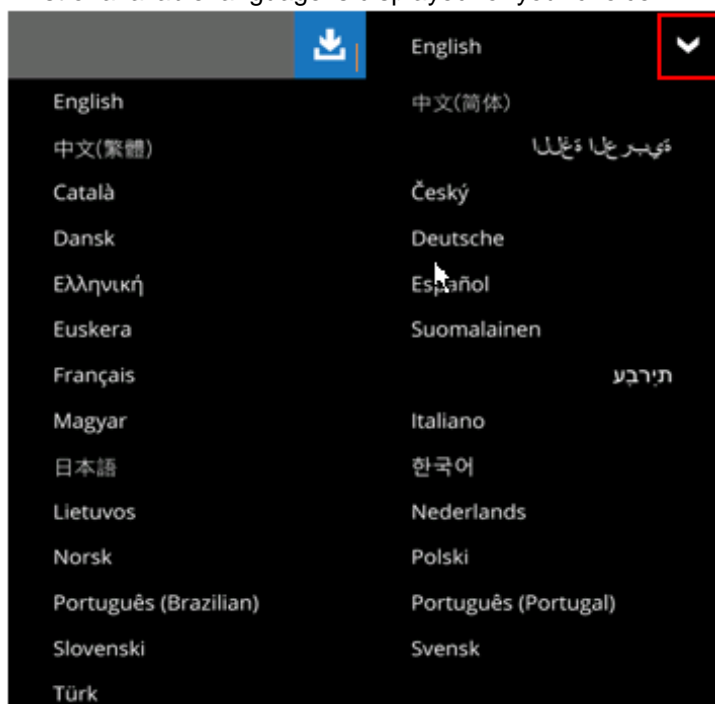 English
English
中文(简体)
中文(繁體)
ةيبرعلا ةغللا
Català
Český
Dansk
Deutsche
Ελληνική
Español
Euskera
Suomalainen
Français
עברית
Magyar
Italiano
日本語
한국어
Lietuvos
Nederlands
Norsk
Polski
Português (Brazilian)
Português (Portugal)
Slovenski
Svensk
Türk